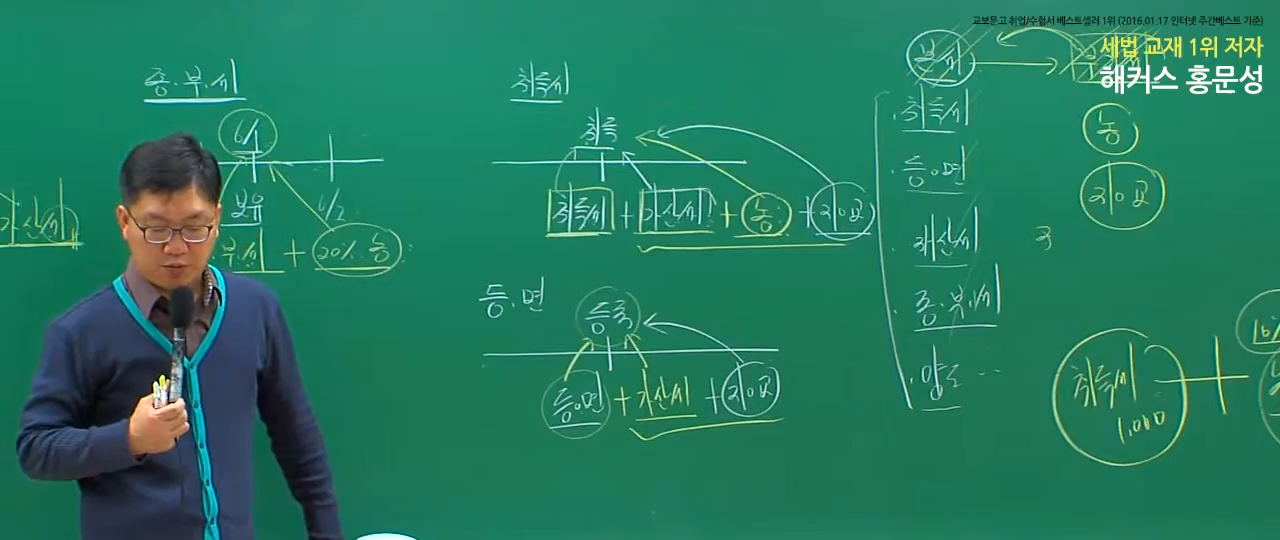 교보문고 취업/수험서 베스트셀러 1위 (2016.01.17 인터넷 주간베스트 기준)
세법 교재 1위 저자
해커스 홍문성
종.부.세
6/1
보유
6/2
부.세 + 20% 농
가산세
취득세
취득
취득세 + 가산세 + 농 + 지.교
등.면
등록
등.면 + 가산세 + 지.교
본세
취득세
등.면
재산세
종.부.세
양도
농
지.교
취득세
1,000